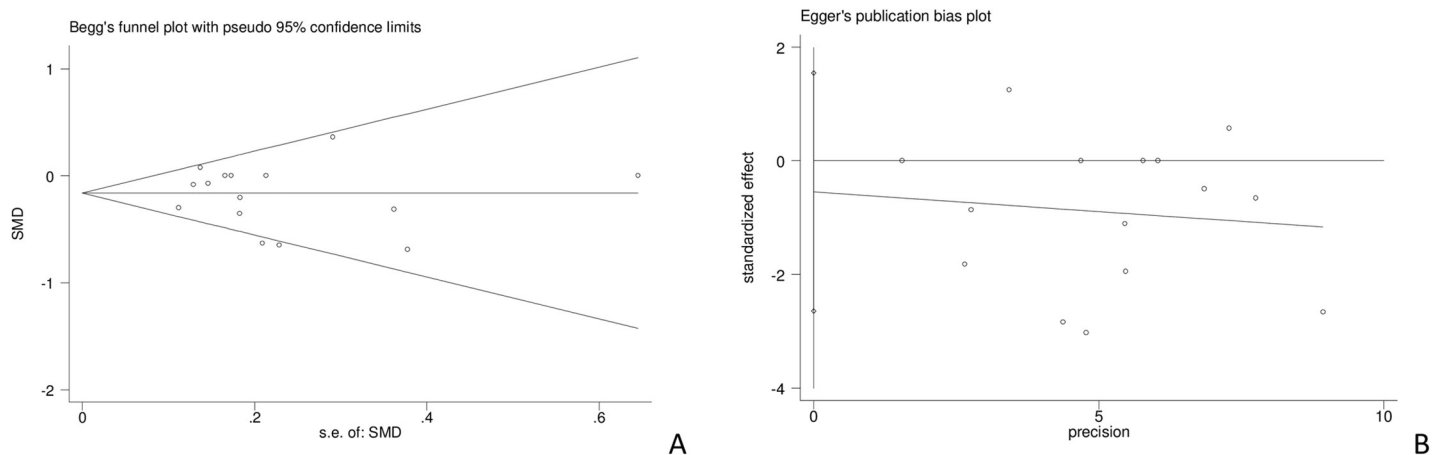 Begg's funnel plot with pseudo 95% confidence limits
SMD
1
0
-1
-2
0
.2
.4
.6
s.e. of: SMD
A
Egger's publication bias plot
standardized effect
2
0
-2
-4
0
5
10
precision
B